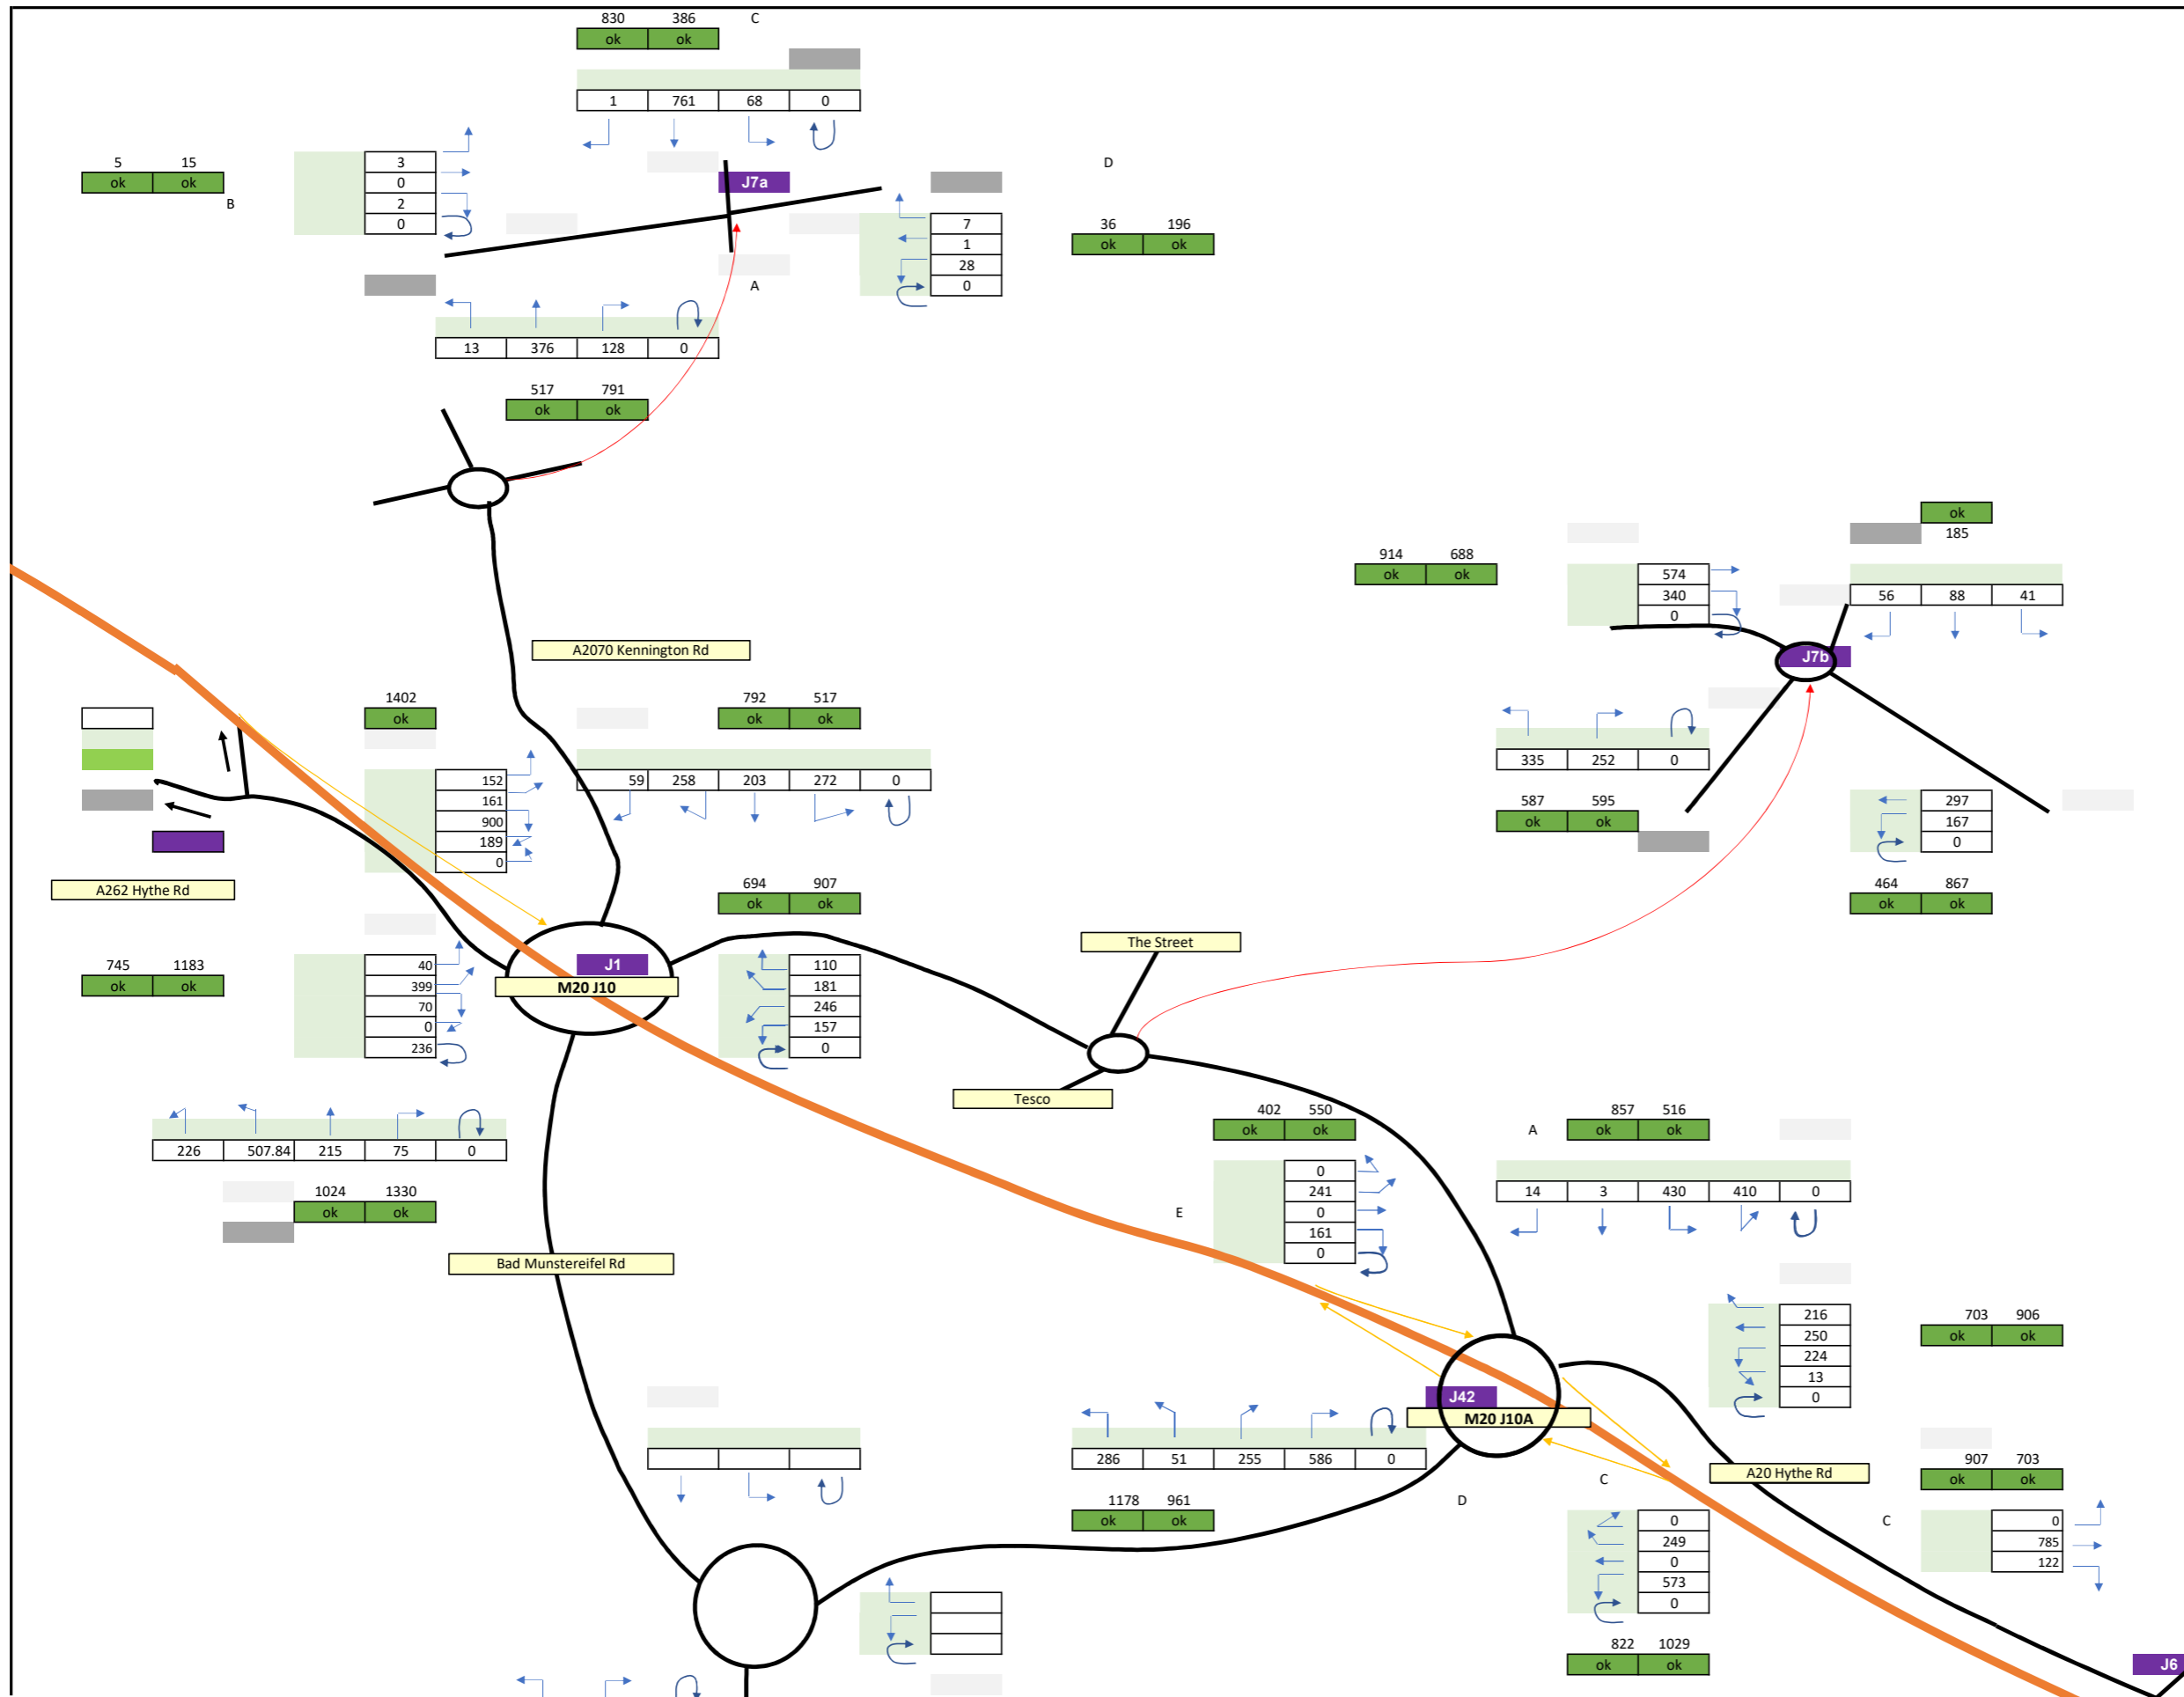 830 386 C
ok ok
1 761 68 0
5 15
ok ok
B
3
0
2
0
J7a
D
7
1
28
0
36 196
ok ok
A
13 376 128 0
517 791
ok ok
ok
185
914 688
ok ok
574
340
0
56 88 41
A2070 Kennington Rd
J7b
1402
ok
792 517
ok ok
335 252 0
152
161
900
189
0
59 258 203 272 0
587 595
ok ok
297
167
0
A262 Hythe Rd
694 907
ok ok
464 867
ok ok
The Street
745 1183
ok ok
40
399
70
0
236
J1
M20 J10
110
181
246
157
0
Tesco
226 507.84 215 75 0
402 550
ok ok
A
857 516
ok ok
1024 1330
ok ok
E
0
241
0
161
0
14 3 430 410 0
Bad Munstereifel Rd
216
250
224
13
0
703 906
ok ok
J42
M20 J10A
286 51 255 586 0
A20 Hythe Rd
907 703
ok ok
1178 961
ok ok
D
C
0
249
0
573
0
C
0
785
122
822 1029
ok ok
J6